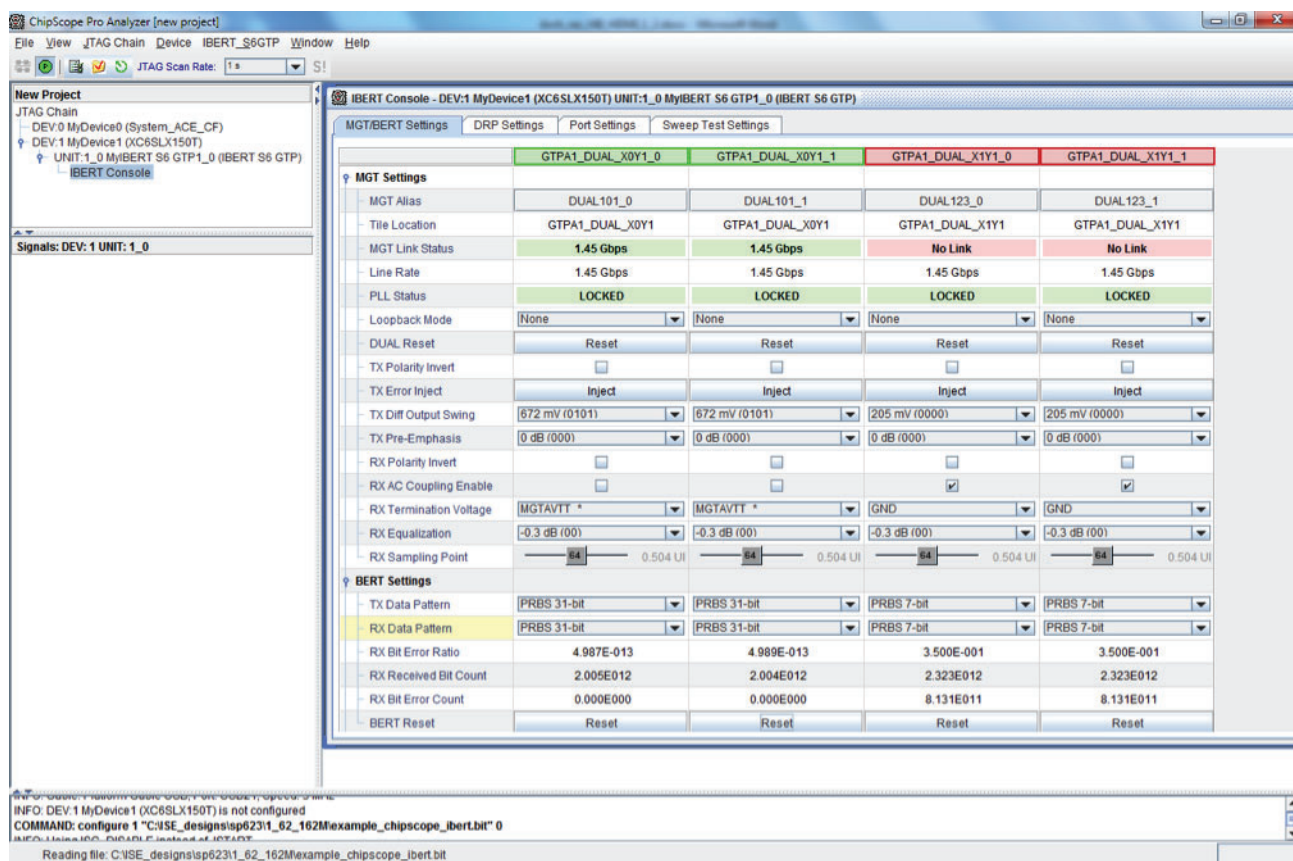 ChipScope Pro Analyzer [new project]
File View JTAG Chain Device IBERT_S6GTP Window Help
JTAG Scan Rate: 1 s S!
New Project
JTAG Chain
DEV:0 MyDevice0 (System_ACE_CF)
DEV:1 MyDevice1 (XC6SLX150T)
UNIT:1_0 MyIBERT S6 GTP1_0 (IBERT S6 GTP)
IBERT Console
Signals: DEV: 1 UNIT: 1_0
IBERT Console - DEV:1 MyDevice1 (XC6SLX150T) UNIT:1_0 MyIBERT S6 GTP1_0 (IBERT S6 GTP)
MGT/BERT Settings DRP Settings Port Settings Sweep Test Settings
GTPA1_DUAL_X0Y1_0 GTPA1_DUAL_X0Y1_1 GTPA1_DUAL_X1Y1_0 GTPA1_DUAL_X1Y1_1
MGT Settings
MGT Alias DUAL101_0 DUAL101_1 DUAL123_0 DUAL123_1
Tile Location GTPA1_DUAL_X0Y1 GTPA1_DUAL_X0Y1 GTPA1_DUAL_X1Y1 GTPA1_DUAL_X1Y1
MGT Link Status 1.45 Gbps 1.45 Gbps No Link No Link
Line Rate 1.45 Gbps 1.45 Gbps 1.45 Gbps 1.45 Gbps
PLL Status LOCKED LOCKED LOCKED LOCKED
Loopback Mode None None None None
DUAL Reset Reset Reset Reset Reset
TX Polarity Invert
TX Error Inject Inject Inject Inject Inject
TX Diff Output Swing 672 mV (0101) 672 mV (0101) 205 mV (0000) 205 mV (0000)
TX Pre-Emphasis 0 dB (000) 0 dB (000) 0 dB (000) 0 dB (000)
RX Polarity Invert
RX AC Coupling Enable
RX Termination Voltage MGTAVTT * MGTAVTT * GND GND
RX Equalization -0.3 dB (00) -0.3 dB (00) -0.3 dB (00) -0.3 dB (00)
RX Sampling Point 64 0.504 UI 64 0.504 UI 64 0.504 UI 64 0.504 UI
BERT Settings
TX Data Pattern PRBS 31-bit PRBS 31-bit PRBS 7-bit PRBS 7-bit
RX Data Pattern PRBS 31-bit PRBS 31-bit PRBS 7-bit PRBS 7-bit
RX Bit Error Ratio 4.987E-013 4.989E-013 3.500E-001 3.500E-001
RX Received Bit Count 2.005E012 2.004E012 2.323E012 2.323E012
RX Bit Error Count 0.000E000 0.000E000 8.131E011 8.131E011
BERT Reset Reset Reset Reset Reset
INFO: DEV:1 MyDevice1 (XC6SLX150T) is not configured
COMMAND: configure 1 "C:\ISE_designs\sp623\1_62_162M\example_chipscope_ibert.bit" 0
Reading file: C:\ISE_designs\sp623\1_62_162M\example_chipscope_ibert.bit